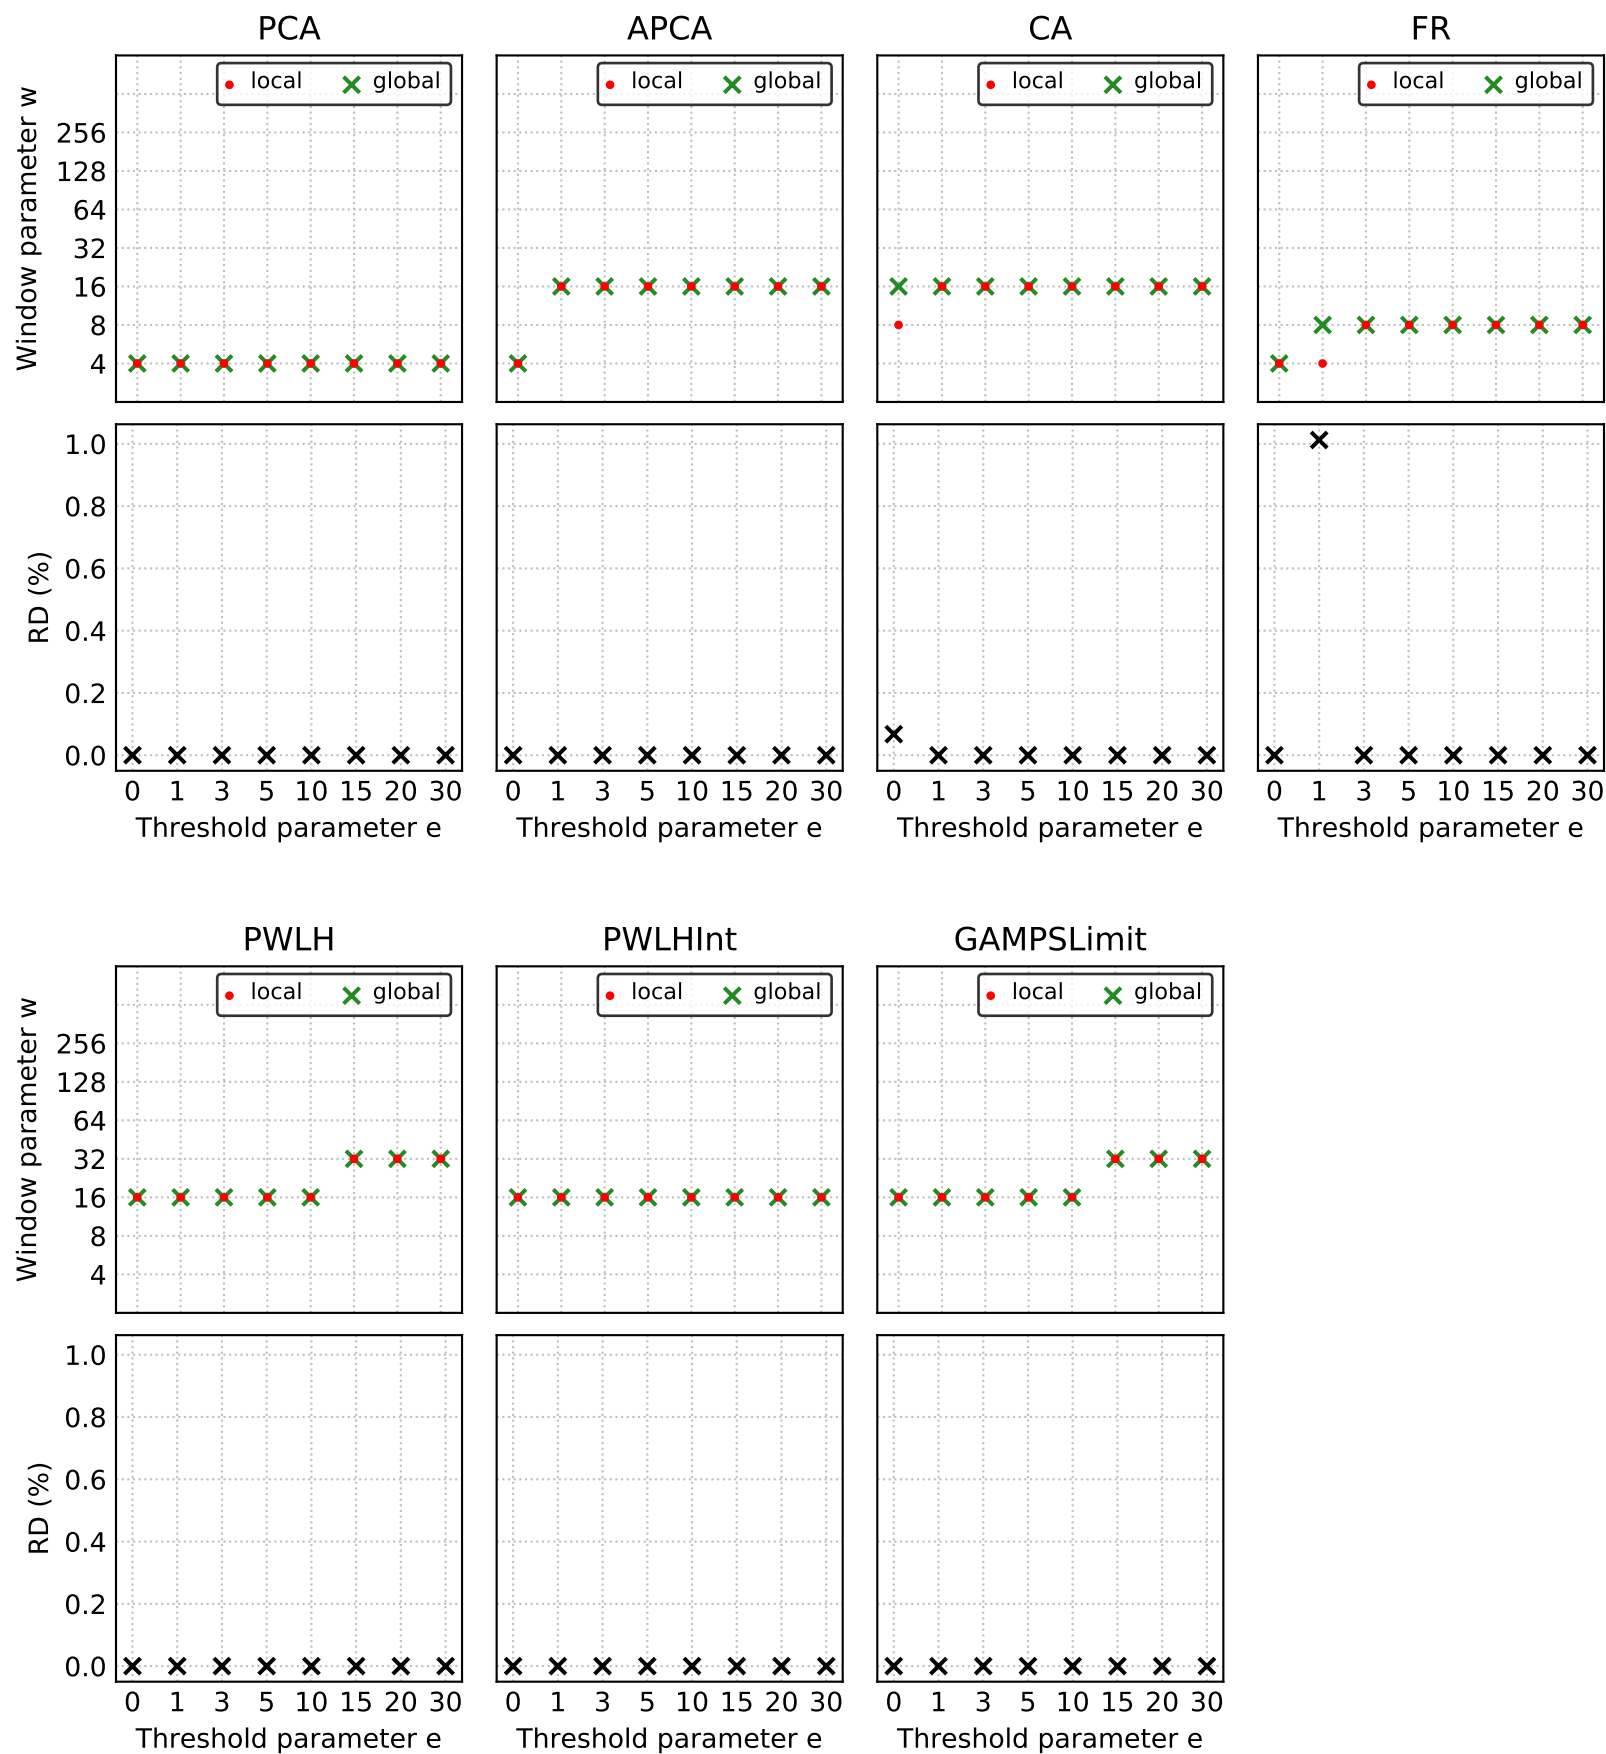 PCA APCA CA FR
local global local global local global local global
Window parameter w
256
128
64
32
16
8
4
RD (%)
1.0
0.8
0.6
0.4
0.2
0.0
0 1 3 5 10 15 20 30 0 1 3 5 10 15 20 30 0 1 3 5 10 15 20 30 0 1 3 5 10 15 20 30
Threshold parameter e Threshold parameter e Threshold parameter e Threshold parameter e
PWLH PWLHInt GAMPSLimit
local global local global local global
Window parameter w
256
128
64
32
16
8
4
RD (%)
1.0
0.8
0.6
0.4
0.2
0.0
0 1 3 5 10 15 20 30 0 1 3 5 10 15 20 30 0 1 3 5 10 15 20 30
Threshold parameter e Threshold parameter e Threshold parameter e